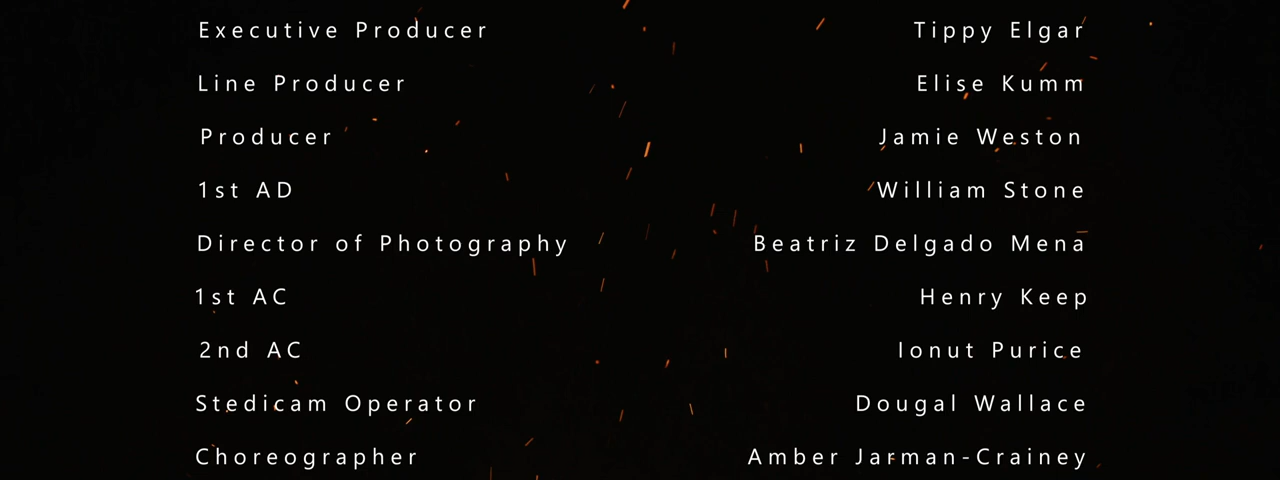 Executive Producer Tippy Elgar
Line Producer Elise Kumm
Producer Jamie Weston
1st AD William Stone
Director of Photography Beatriz Delgado Mena
1st AC Henry Keep
2nd AC Ionut Purice
Stedicam Operator Dougal Wallace
Choreographer Amber Jarman-Crainey